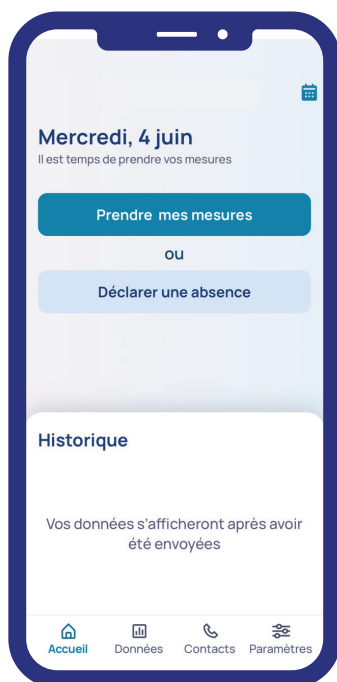 Mercredi, 4 juin
Il est temps de prendre vos mesures
Prendre mes mesures
ou
Déclarer une absence
Historique
Vos données s'afficheront après avoir
été envoyées
Accueil Données Contacts Paramètres